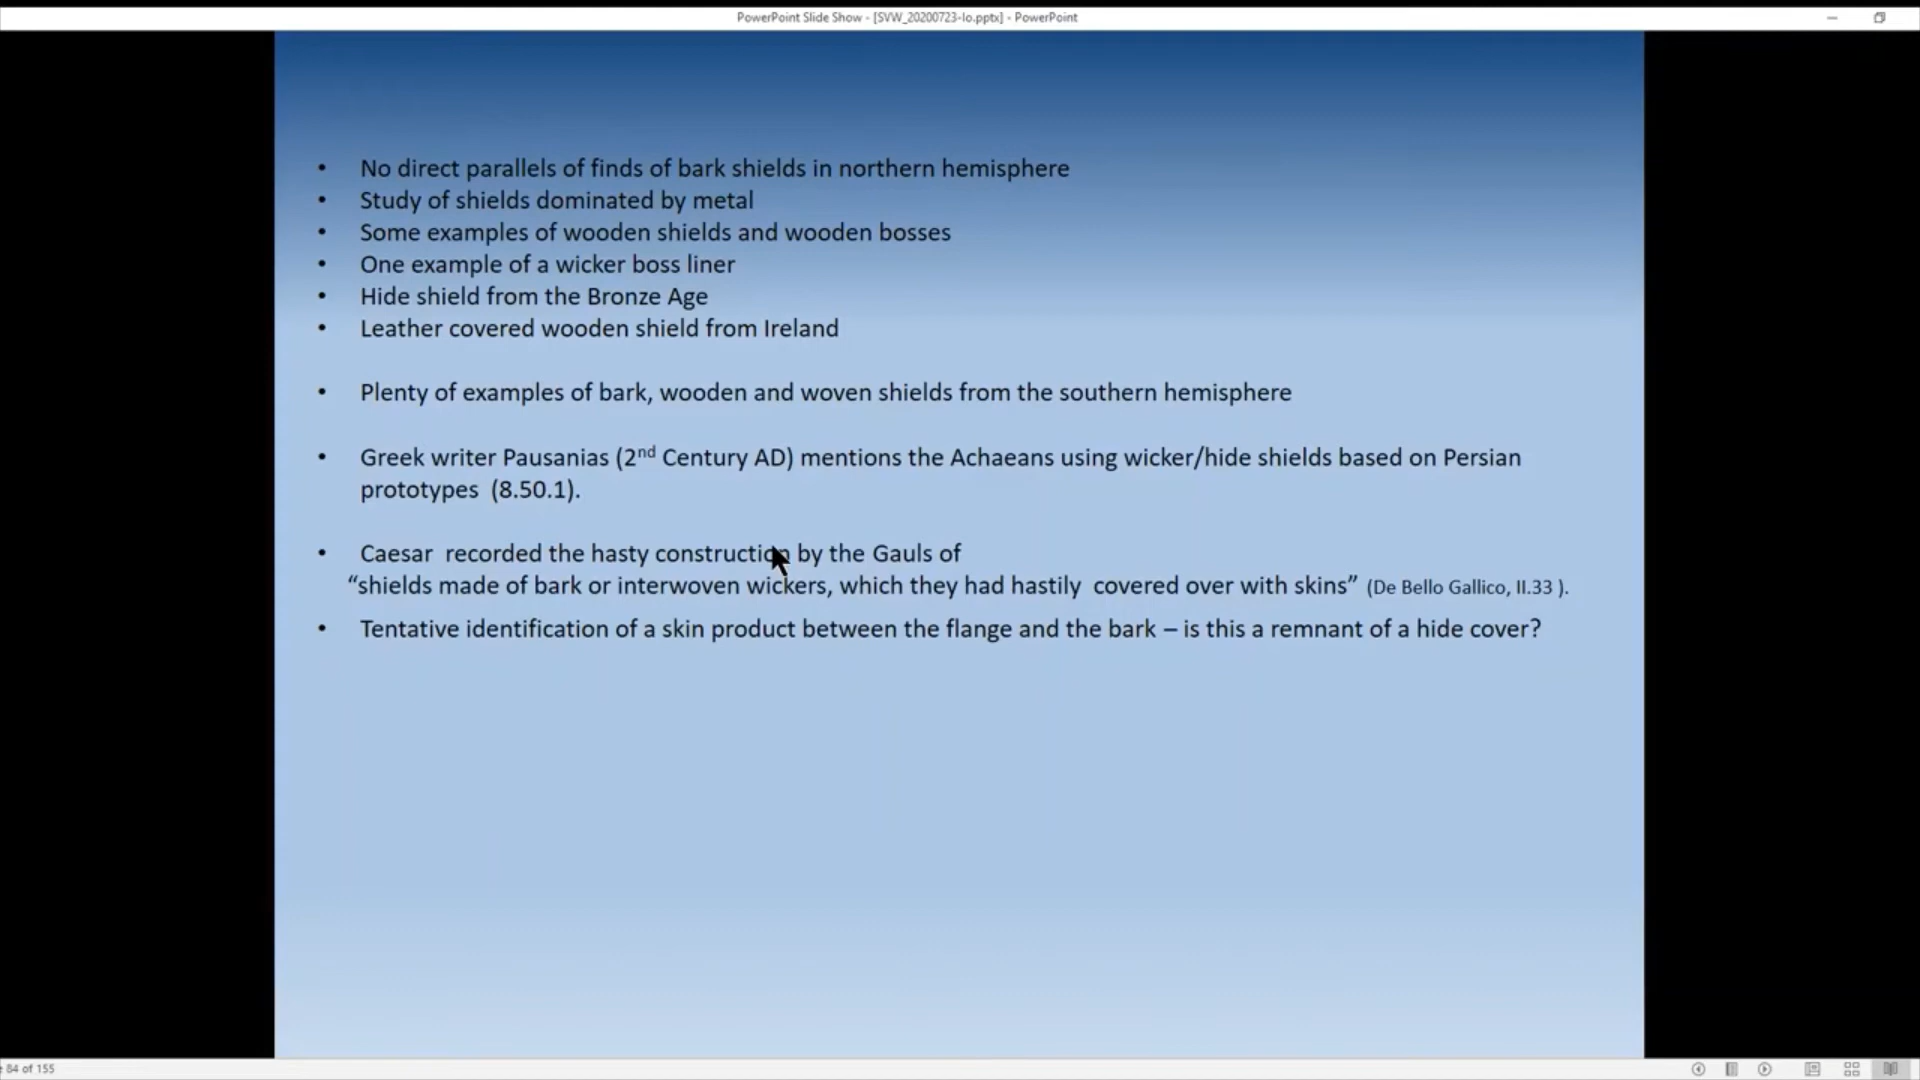 PowerPoint Slide Show - [SVW_20200723-lo.pptx] - PowerPoint
• No direct parallels of finds of bark shields in northern hemisphere
• Study of shields dominated by metal
• Some examples of wooden shields and wooden bosses
• One example of a wicker boss liner
• Hide shield from the Bronze Age
• Leather covered wooden shield from Ireland
• Plenty of examples of bark, wooden and woven shields from the southern hemisphere
• Greek writer Pausanias (2nd Century AD) mentions the Achaeans using wicker/hide shields based on Persian
prototypes (8.50.1).
• Caesar recorded the hasty construction by the Gauls of
“shields made of bark or interwoven wickers, which they had hastily covered over with skins” (De Bello Gallico, II.33 ).
• Tentative identification of a skin product between the flange and the bark – is this a remnant of a hide cover?
84 of 155